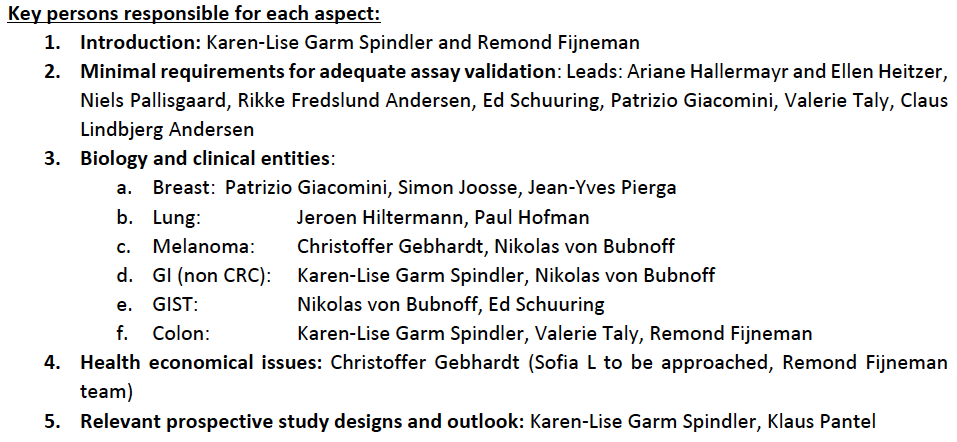 Key persons responsible for each aspect:
1. Introduction: Karen-Lise Garm Spindler and Remond Fijneman
2. Minimal requirements for adequate assay validation: Leads: Ariane Hallermayr and Ellen Heitzer,
Niels Pallisgaard, Rikke Fredslund Andersen, Ed Schuuring, Patrizio Giacomini, Valerie Taly, Claus
Lindbjerg Andersen
3. Biology and clinical entities:
a. Breast: Patrizio Giacomini, Simon Joosse, Jean-Yves Pierga
b. Lung: Jeroen Hiltermann, Paul Hofman
c. Melanoma: Christoffer Gebhardt, Nikolas von Bubnoff
d. GI (non CRC): Karen-Lise Garm Spindler, Nikolas von Bubnoff
e. GIST: Nikolas von Bubnoff, Ed Schuuring
f. Colon: Karen-Lise Garm Spindler, Valerie Taly, Remond Fijneman
4. Health economical issues: Christoffer Gebhardt (Sofia L to be approached, Remond Fijneman
team)
5. Relevant prospective study designs and outlook: Karen-Lise Garm Spindler, Klaus Pantel